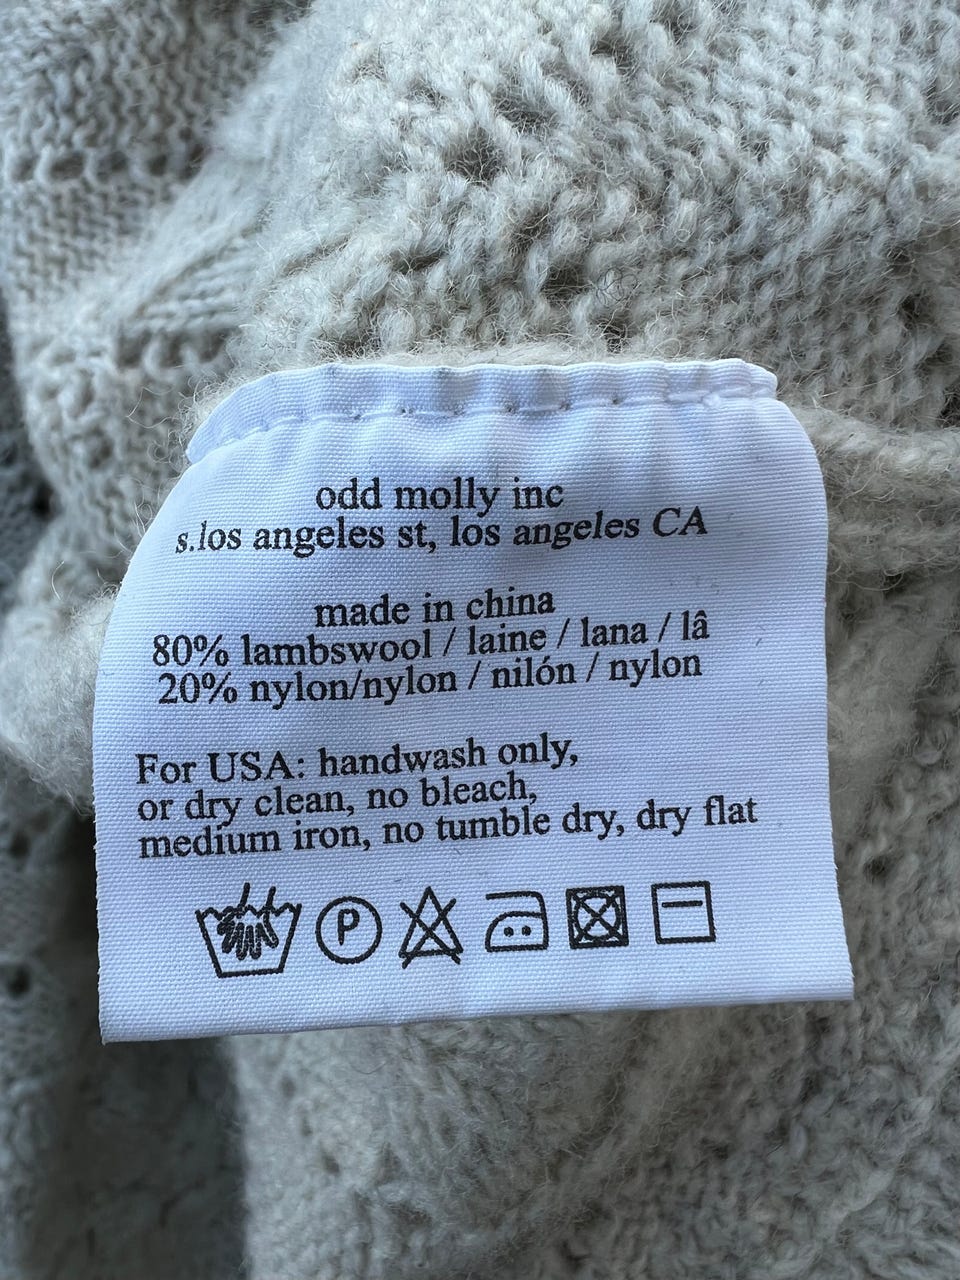 odd molly inc
s.los angeles st, los angeles CA
made in china
80% lambswool / laine / lana / lâ
20% nylon/nylon / nilón / nylon
For USA: handwash only,
or dry clean, no bleach,
medium iron, no tumble dry, dry flat
P